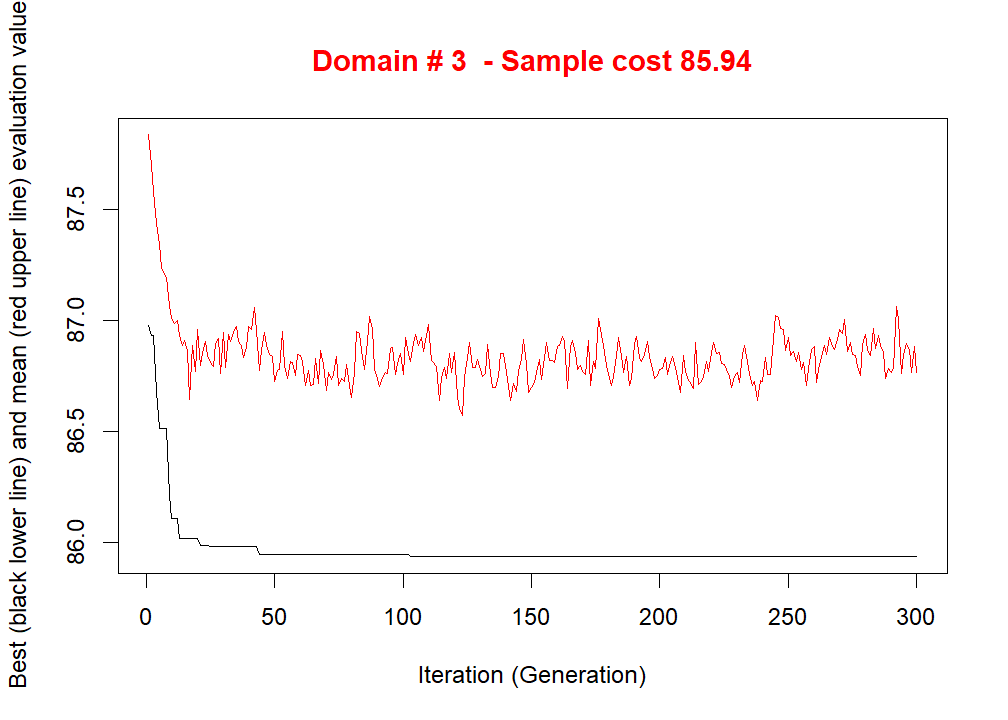 Domain # 3  - Sample cost 85.94
Best (black lower line) and mean (red upper line) evaluation value
87.5
87.0
86.5
86.0
0 50 100 150 200 250 300
Iteration (Generation)